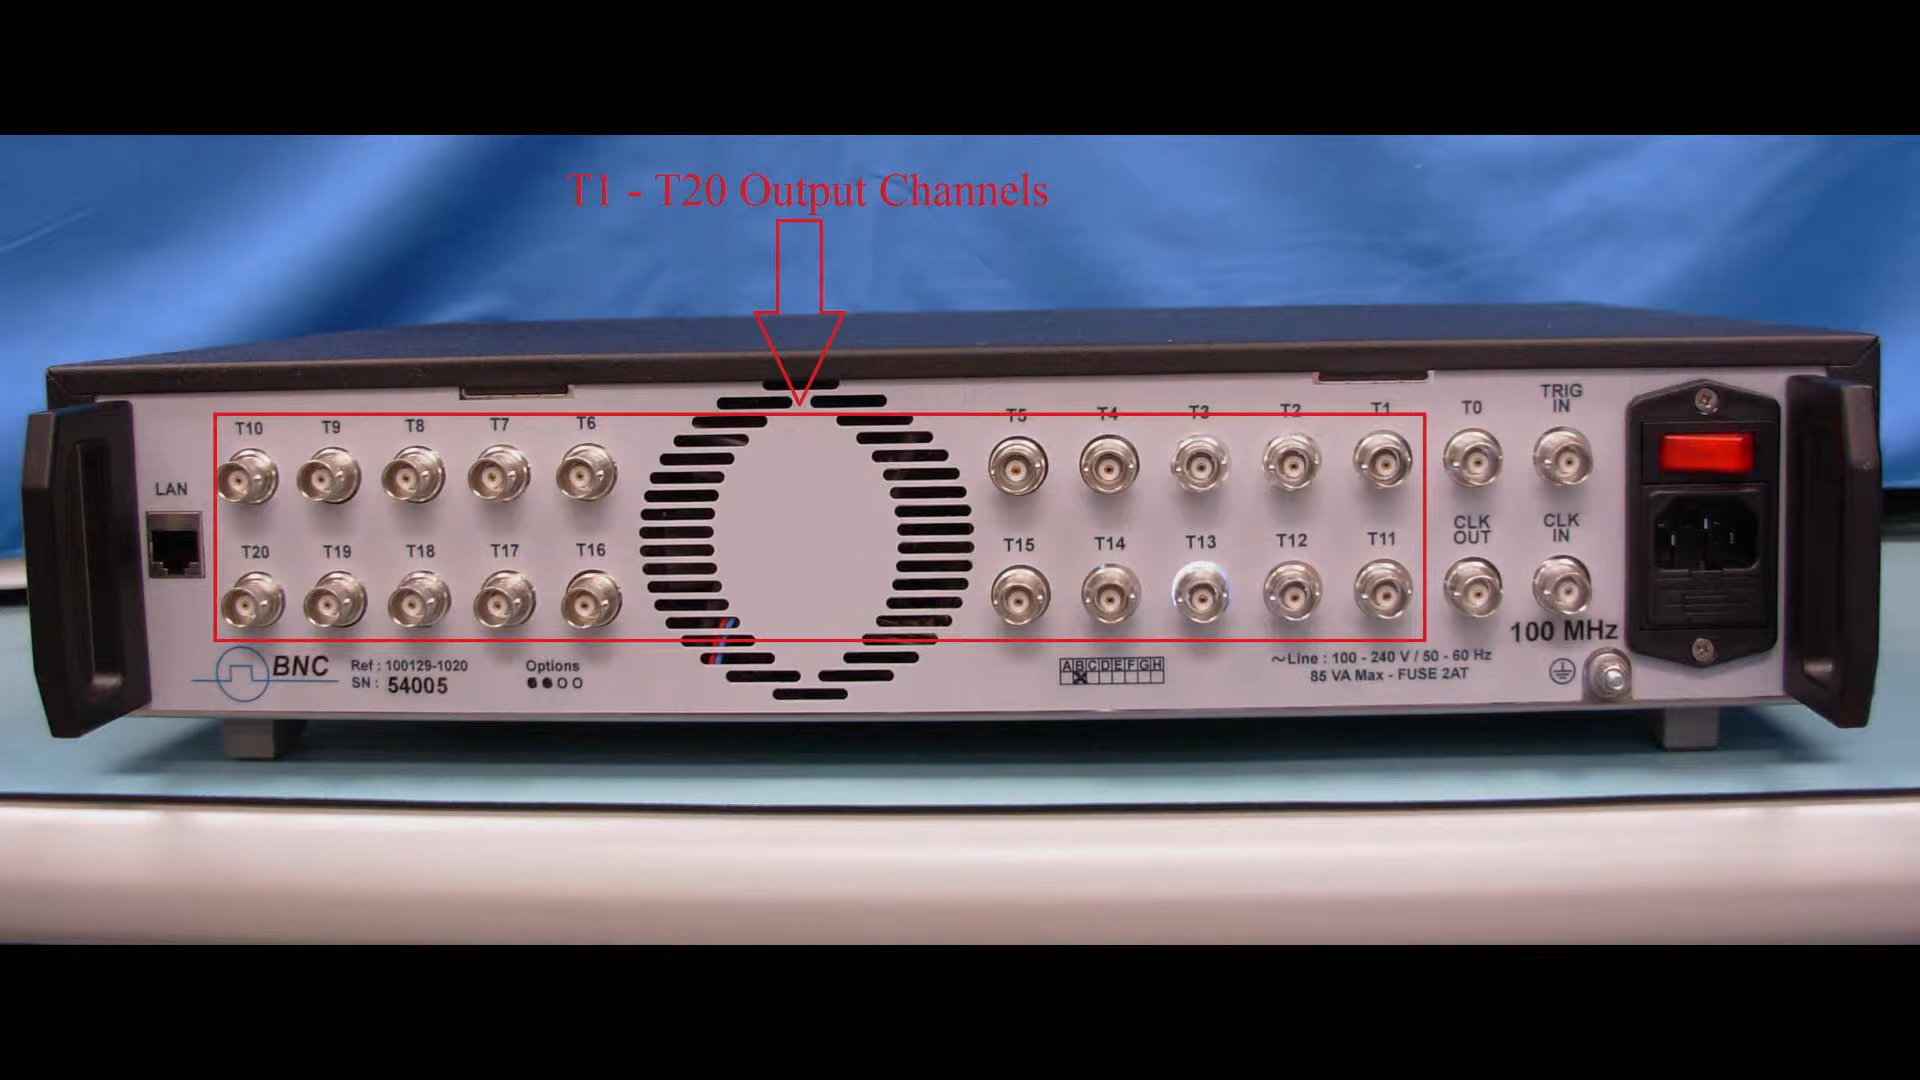 T1 - T20 Output Channels
T10 T9 T8 T7 T6 T5 T4 T3 T2 T1 T0 TRIG IN
LAN
T20 T19 T18 T17 T16 T15 T14 T13 T12 T11 CLK OUT CLK IN
100 MHz
BNC
Ref : 100129-1020
SN : 54005
Options
A B C D E F G H
~Line : 100 - 240 V / 50 - 60 Hz
85 VA Max - FUSE 2AT